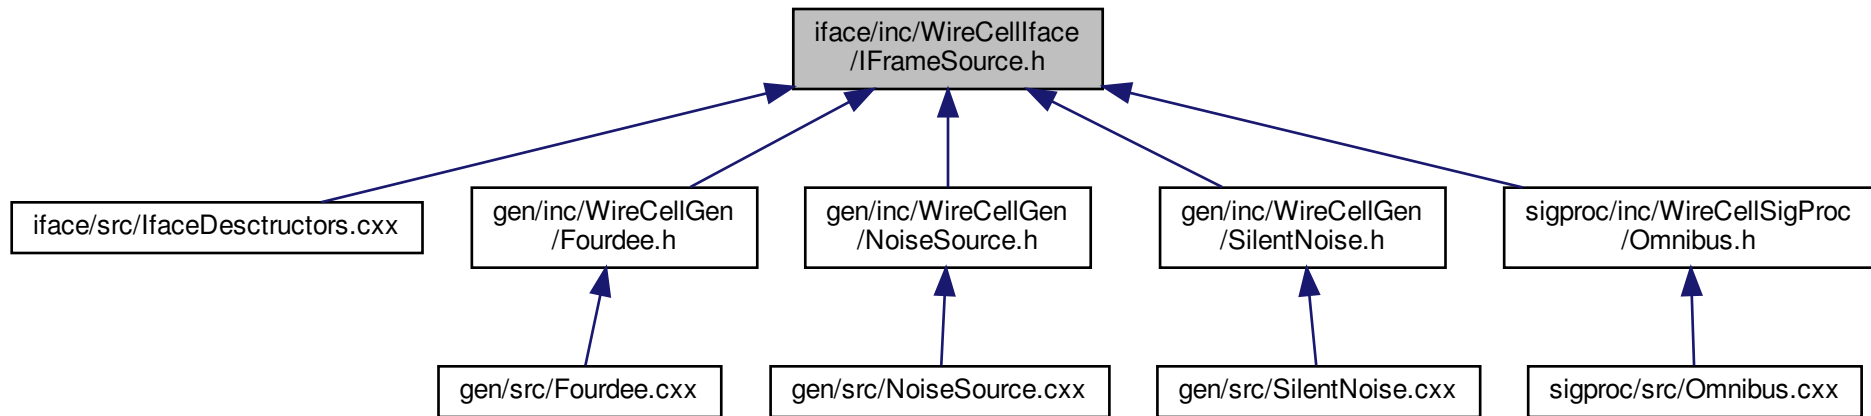 iface/inc/WireCellIface
/IFrameSource.h
iface/src/IfaceDesctructors.cxx
gen/inc/WireCellGen
/Fourdee.h
gen/inc/WireCellGen
/NoiseSource.h
gen/inc/WireCellGen
/SilentNoise.h
sigproc/inc/WireCellSigProc
/Omnibus.h
gen/src/Fourdee.cxx
gen/src/NoiseSource.cxx
gen/src/SilentNoise.cxx
sigproc/src/Omnibus.cxx